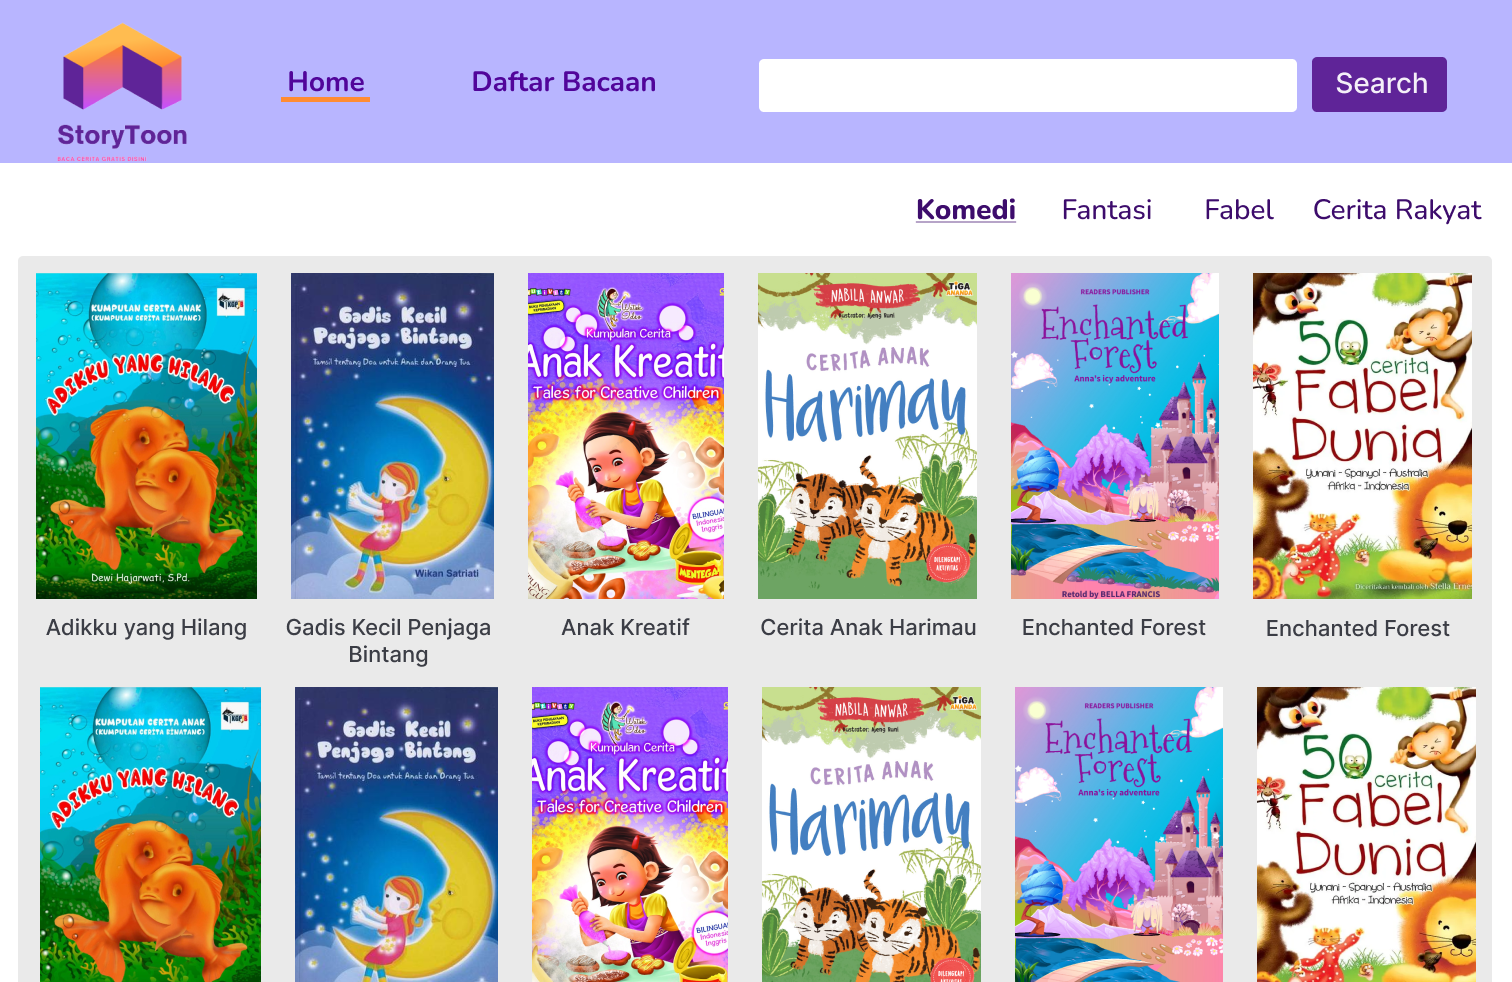 Home
Daftar Bacaan
Search
StoryToon
BACA CERITA GRATIS DISINI
Komedi
Fantasi
Fabel
Cerita Rakyat
KUMPULAN CERITA ANAK
(KUMPULAN CERITA BINATANG)
ADIKKU YANG HILANG
Dewi Hajarwati, S.Pd.
Gadis Kecil
Penjaga Bintang
Tamsil tentang Doa untuk Anak dan Orang Tua
Wikan Satriati
Kumpulan Cerita
Anak Kreatif
Tales for Creative Children
BILINGUAL
Indonesia
Inggris
MENTEGA
NABILA ANWAR
TiGA
ANANDA
Ilustrator: Ajeng Nuni
CERITA ANAK
Harimau
DILENGKAPI
AKTIVITAS
READERS PUBLISHER
Enchanted
Forest
Anna's icy adventure
Retold by BELLA FRANCIS
50
cerita
Fabel
Dunia
Yunani - Spanyol - Australia
Afrika - Indonesia
Diceritakan kembali oleh Stella Ernes
Adikku yang Hilang
Gadis Kecil Penjaga
Bintang
Anak Kreatif
Cerita Anak Harimau
Enchanted Forest
Enchanted Forest
KUMPULAN CERITA ANAK
(KUMPULAN CERITA BINATANG)
ADIKKU YANG HILANG
Gadis Kecil
Penjaga Bintang
Tamsil tentang Doa untuk Anak dan Orang Tua
Kumpulan Cerita
Anak Kreatif
Tales for Creative Children
BILINGUAL
Indonesia
Inggris
NABILA ANWAR
TiGA
ANANDA
Ilustrator: Ajeng Nuni
CERITA ANAK
Harimau
DILENGKAPI
READERS PUBLISHER
Enchanted
Forest
Anna's icy adventure
50
cerita
Fabel
Dunia
Yunani - Spanyol - Australia
Afrika - Indonesia